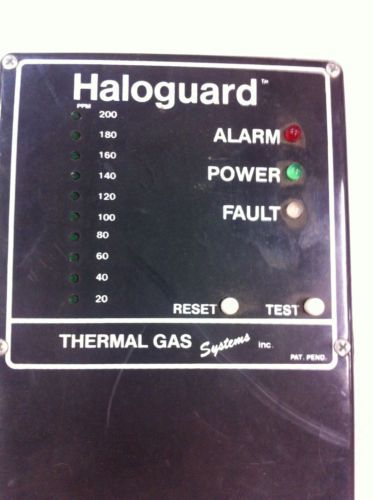 Haloguard™
PPM
200
180
160
140
120
100
80
60
40
20
ALARM
POWER
FAULT
RESET
TEST
THERMAL GAS Systems inc.
PAT. PEND.